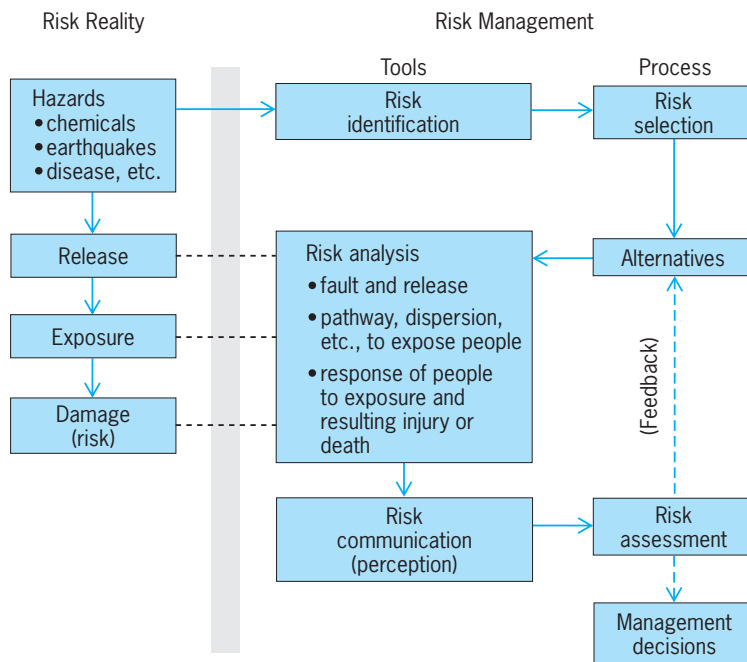 Risk Reality
Risk Management
Tools
Process
Hazards
• chemicals
• earthquakes
• disease, etc.
Risk
identification
Risk
selection
Release
Exposure
Damage
(risk)
Risk analysis
• fault and release
• pathway, dispersion,
etc., to expose people
• response of people
to exposure and
resulting injury or
death
Alternatives
(Feedback)
Risk
communication
(perception)
Risk
assessment
Management
decisions